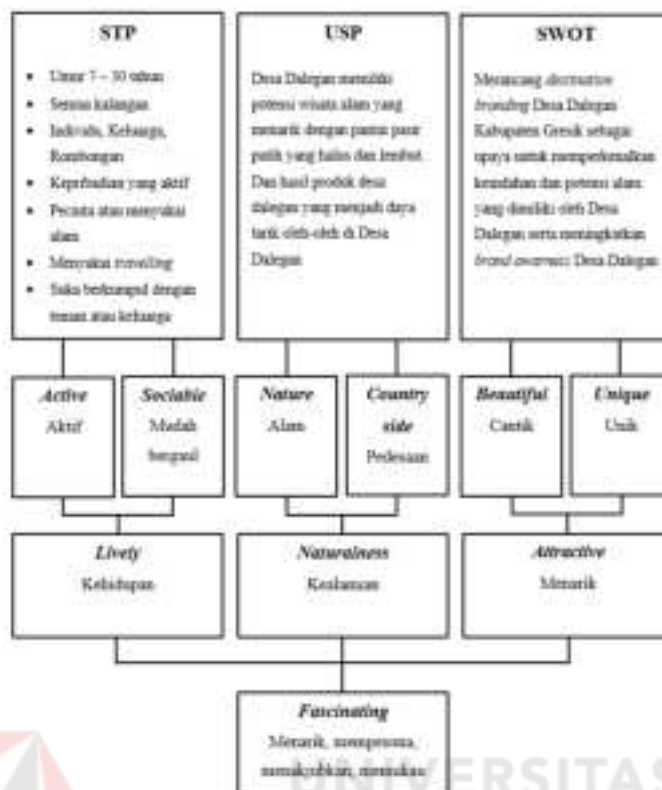 STP
• Umur 7 – 30 tahun
• Semua kalangan
• Individu, Keluarga,
Rombongan
• Kepribadian yang aktif
• Pecinta atau menyukai
alam
• Menyukai traveling
• Suka berkumpul dengan
teman atau keluarga
USP
Desa Dalegan memiliki
potensi wisata alam yang
menarik dengan pantai pasir
putih yang halus dan lembut.
Dan hasil produk desa
dalegan yang menjadi daya
tarik oleh-oleh di Desa
Dalegan
SWOT
Merancang destination
branding Desa Dalegan
Kabupaten Gresik sebagai
upaya untuk memperkenalkan
keindahan dan potensi alam
yang dimiliki oleh Desa
Dalegan serta meningkatkan
brand awarness Desa Dalegan
Active
Aktif
Sociable
Mudah
bergaul
Nature
Alam
Country
side
Pedesaan
Beautiful
Cantik
Unique
Unik
Lively
Kehidupan
Naturalness
Kealamian
Attractive
Menarik
Fascinating
Menarik, mempesona,
menakjubkan, memukau
UNIVERSITAS